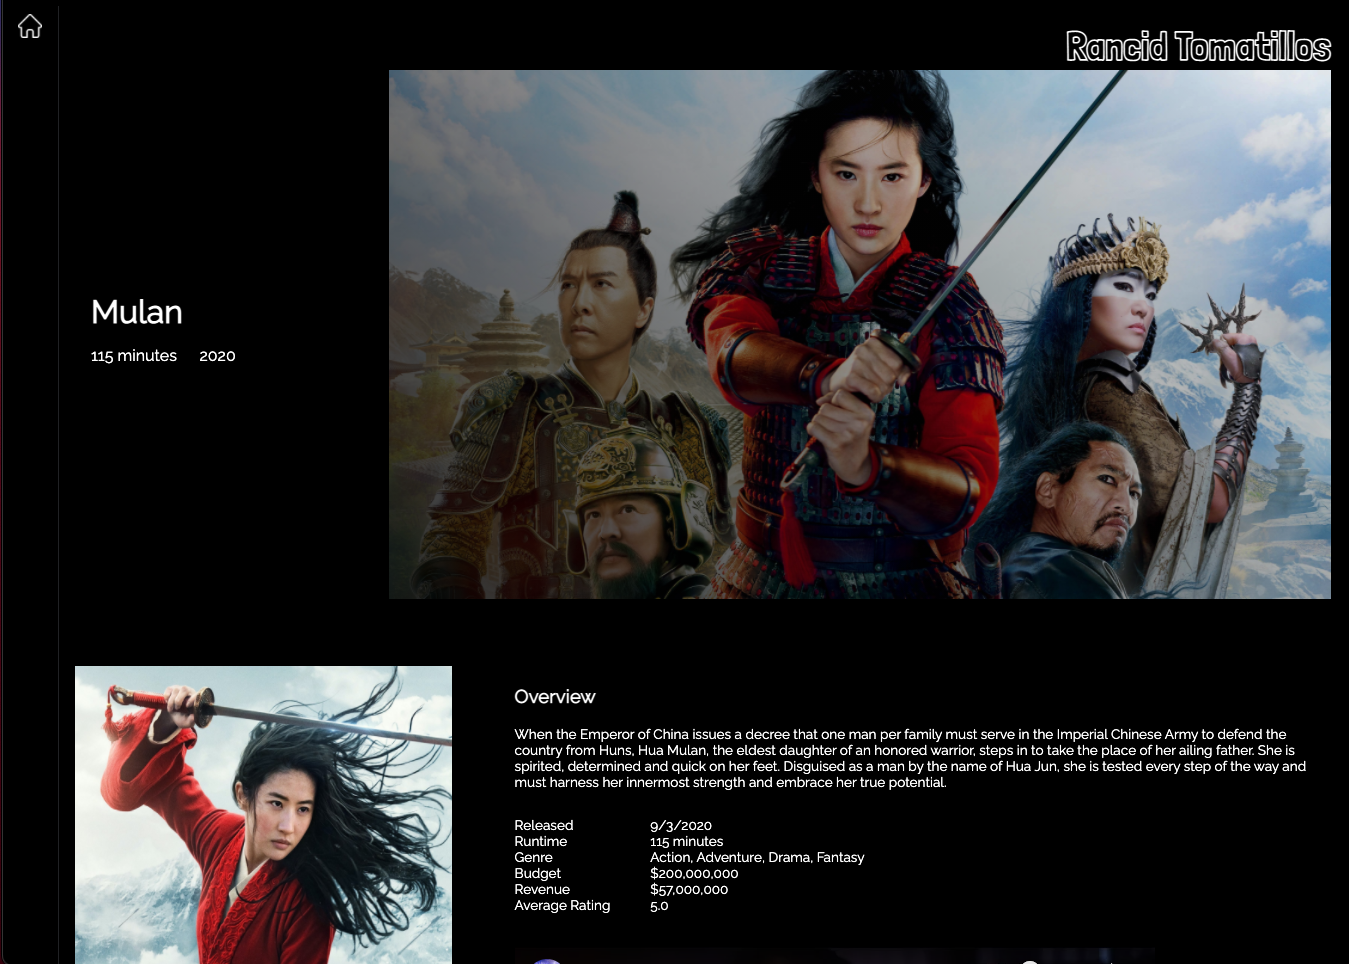 Rancid Tomatillos
Mulan
115 minutes 2020
Overview
When the Emperor of China issues a decree that one man per family must serve in the Imperial Chinese Army to defend the
country from Huns, Hua Mulan, the eldest daughter of an honored warrior, steps in to take the place of her ailing father. She is
spirited, determined and quick on her feet. Disguised as a man by the name of Hua Jun, she is tested every step of the way and
must harness her innermost strength and embrace her true potential.
Released 9/3/2020
Runtime 115 minutes
Genre Action, Adventure, Drama, Fantasy
Budget $200,000,000
Revenue $57,000,000
Average Rating 5.0